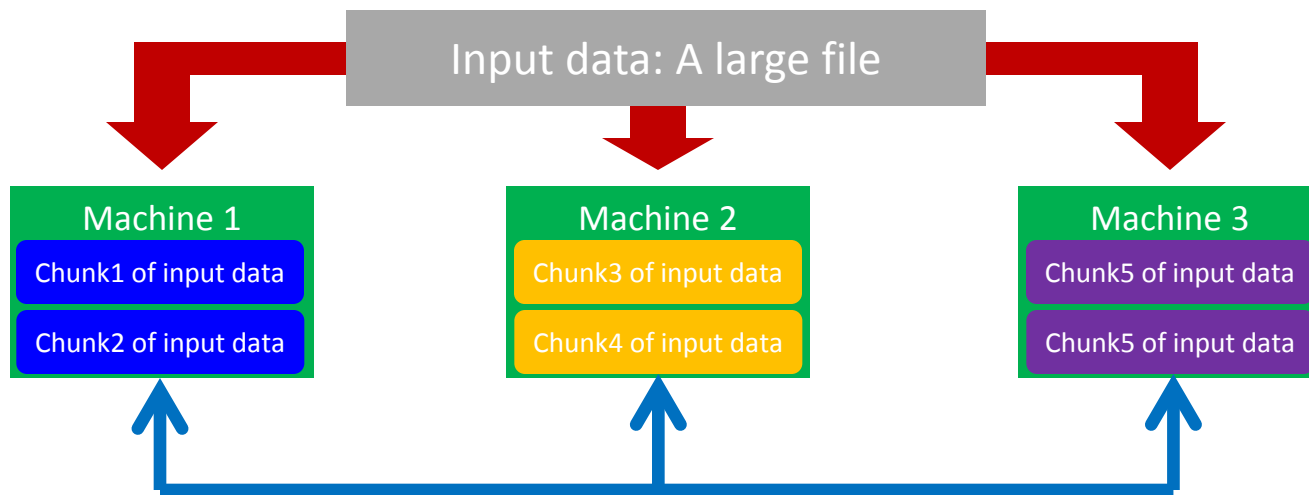 Input data: A large file
Machine 1
Chunk1 of input data
Chunk2 of input data
Machine 2
Chunk3 of input data
Chunk4 of input data
Machine 3
Chunk5 of input data
Chunk5 of input data